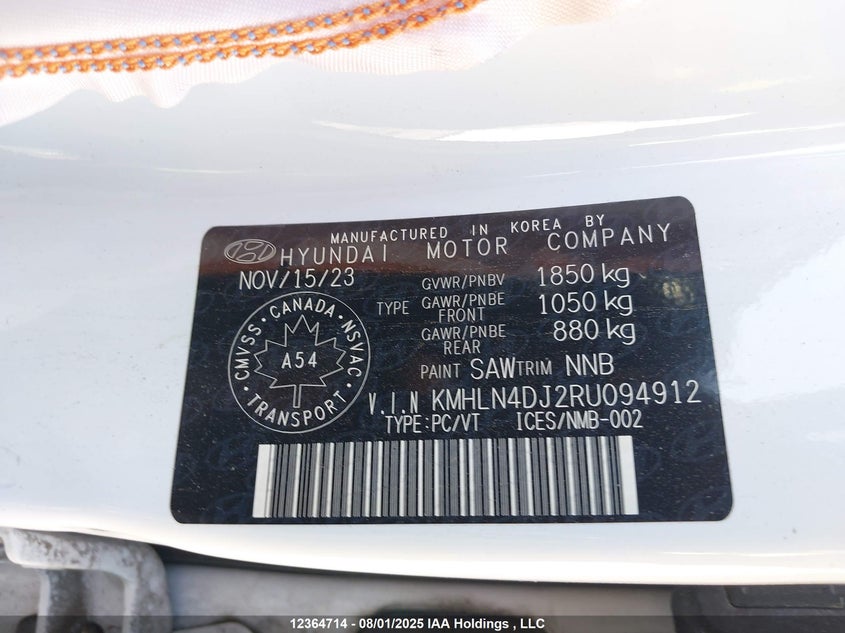 MANUFACTURED IN KOREA BY
HYUNDAI MOTOR COMPANY
NOV/15/23
GVWR/PNBV 1850 kg
TYPE GAWR/PNBE FRONT 1050 kg
GAWR/PNBE REAR 880 kg
PAINT SAW TRIM NNB
CMVSS · CANADA · NSVAC · TRANSPORT ·
A54
V.I.N KMHLN4DJ2RU094912
TYPE:PC/VT ICES/NMB-002
12364714 - 08/01/2025 IAA Holdings , LLC